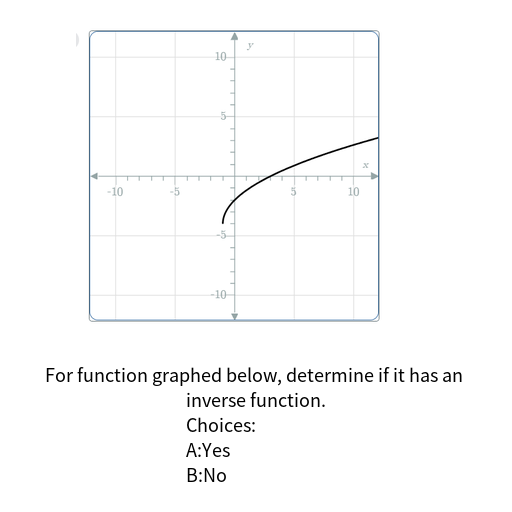 y
10
5
x
-10 -5 5 10
-5
-10
For function graphed below, determine if it has an
inverse function.
Choices:
A:Yes
B:No